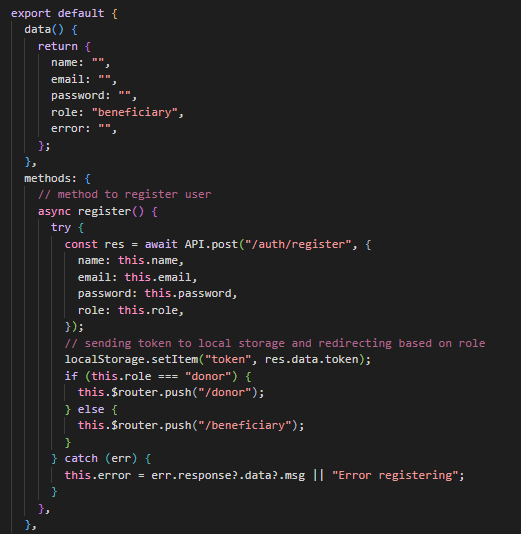 export default {
data() {
return {
name: "",
email: "",
password: "",
role: "beneficiary",
error: "",
};
},
methods: {
// method to register user
async register() {
try {
const res = await API.post("/auth/register", {
name: this.name,
email: this.email,
password: this.password,
role: this.role,
});
// sending token to local storage and redirecting based on role
localStorage.setItem("token", res.data.token);
if (this.role === "donor") {
this.$router.push("/donor");
} else {
this.$router.push("/beneficiary");
}
} catch (err) {
this.error = err.response?.data?.msg || "Error registering";
}
},
},